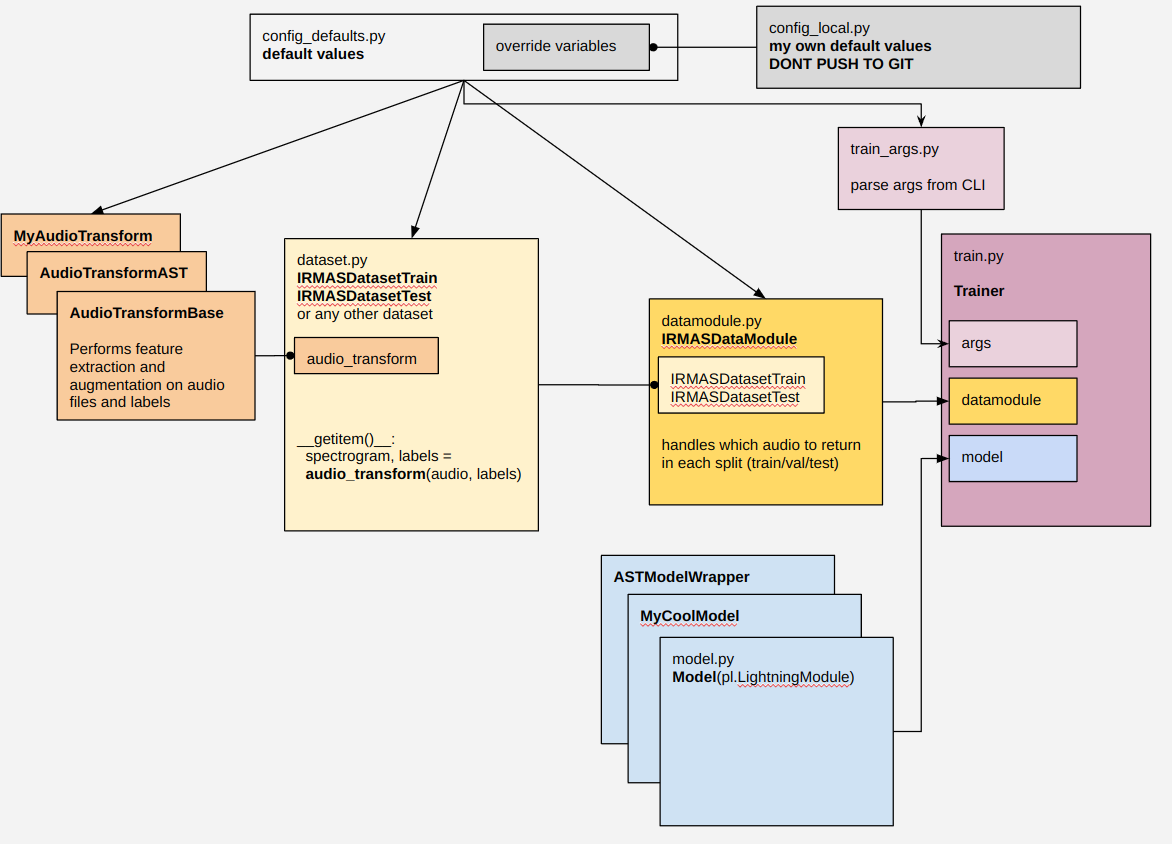 config_defaults.py
default values
override variables
config_local.py
my own default values
DONT PUSH TO GIT
train_args.py
parse args from CLI
MyAudioTransform
AudioTransformAST
AudioTransformBase
Performs feature
extraction and
augmentation on audio
files and labels
dataset.py
IRMASDatasetTrain
IRMASDatasetTest
or any other dataset
audio_transform
__getitem()__:
spectrogram, labels =
audio_transform(audio, labels)
datamodule.py
IRMASDataModule
IRMASDatasetTrain
IRMASDatasetTest
handles which audio to return
in each split (train/val/test)
train.py
Trainer
args
datamodule
model
ASTModelWrapper
MyCoolModel
model.py
Model(pl.LightningModule)